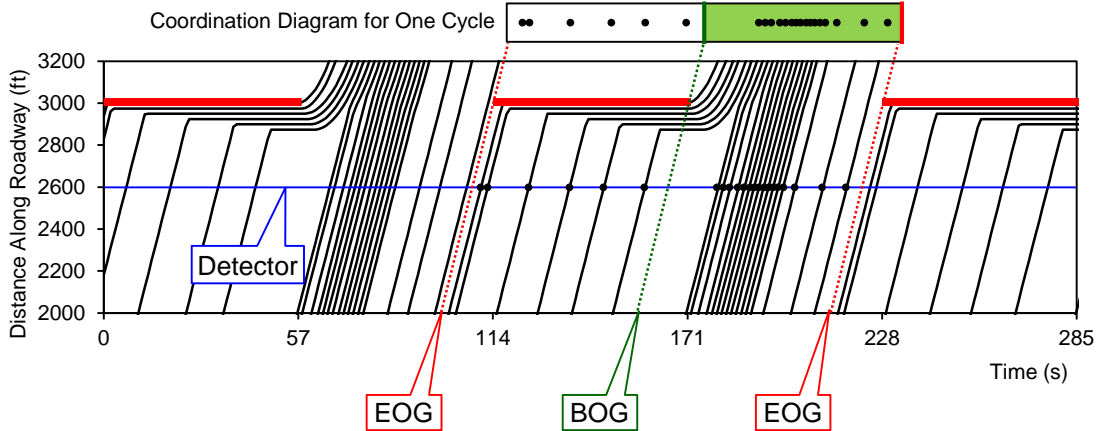 Coordination Diagram for One Cycle
Distance Along Roadway (ft)
3200
3000
2800
2600
2400
2200
2000
Detector
0
57
114
171
228
285
Time (s)
EOG
BOG
EOG